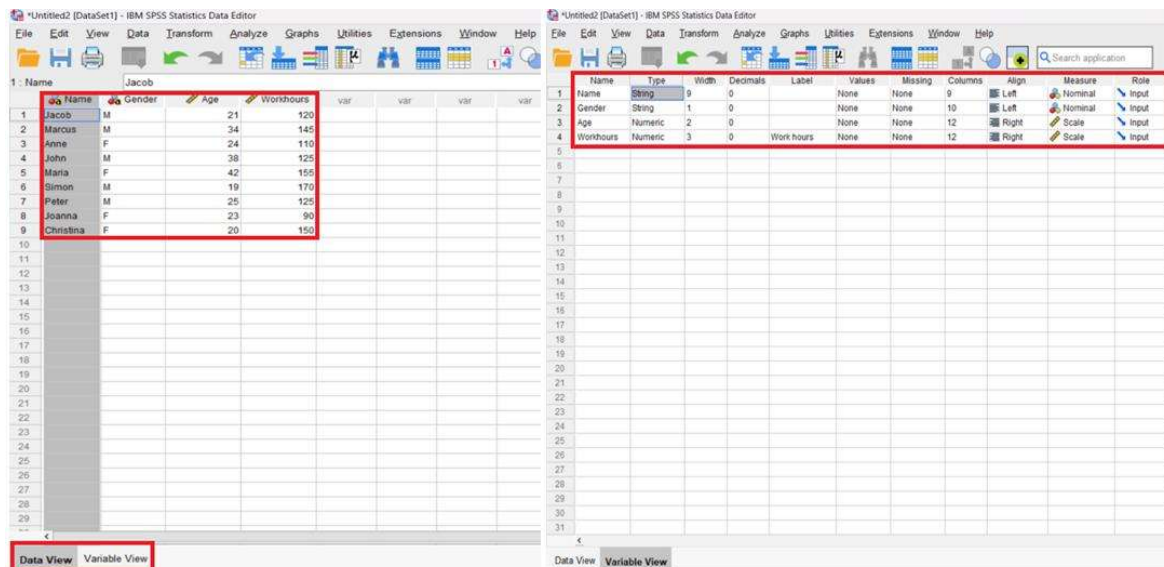 *Untitled2 [DataSet1] - IBM SPSS Statistics Data Editor
File Edit View Data Transform Analyze Graphs Utilities Extensions Window Help
1 : Name Jacob
Name Gender Age Workhours var var var var
1 Jacob M 21 120
2 Marcus M 34 145
3 Anne F 24 110
4 John M 38 125
5 Maria F 42 155
6 Simon M 19 170
7 Peter M 25 125
8 Joanna F 23 90
9 Christina F 20 150
10
11
12
13
14
15
16
17
18
19
20
21
22
23
24
25
26
27
28
29
Data View Variable View
*Untitled2 [DataSet1] - IBM SPSS Statistics Data Editor
File Edit View Data Transform Analyze Graphs Utilities Extensions Window Help
Search application
Name Type Width Decimals Label Values Missing Columns Align Measure Role
1 Name String 9 0 None None 9 Left Nominal Input
2 Gender String 1 0 None None 10 Left Nominal Input
3 Age Numeric 2 0 None None 12 Right Scale Input
4 Workhours Numeric 3 0 Work hours None None 12 Right Scale Input
5
6
7
8
9
10
11
12
13
14
15
16
17
18
19
20
21
22
23
24
25
26
27
28
29
30
31
Data View Variable View